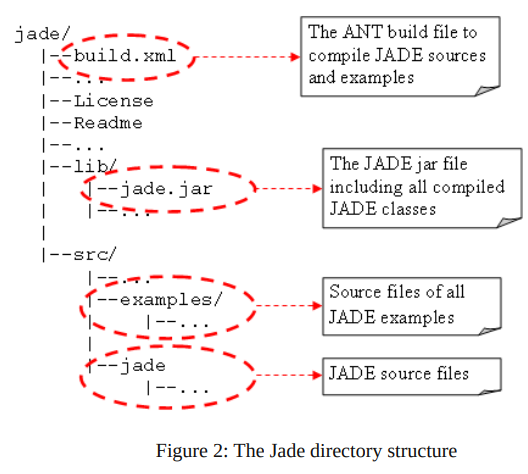 jade/
|--build.xml
|--...
|--License
|--Readme
|--...
|--lib/
|--jade.jar
|--...
|
|--src/
|--...
|--examples/
|--...
|
|--jade
|--...
The ANT build file to
compile JADE sources
and examples
The JADE jar file
including all compiled
JADE classes
Source files of all
JADE examples
JADE source files
Figure 2: The Jade directory structure